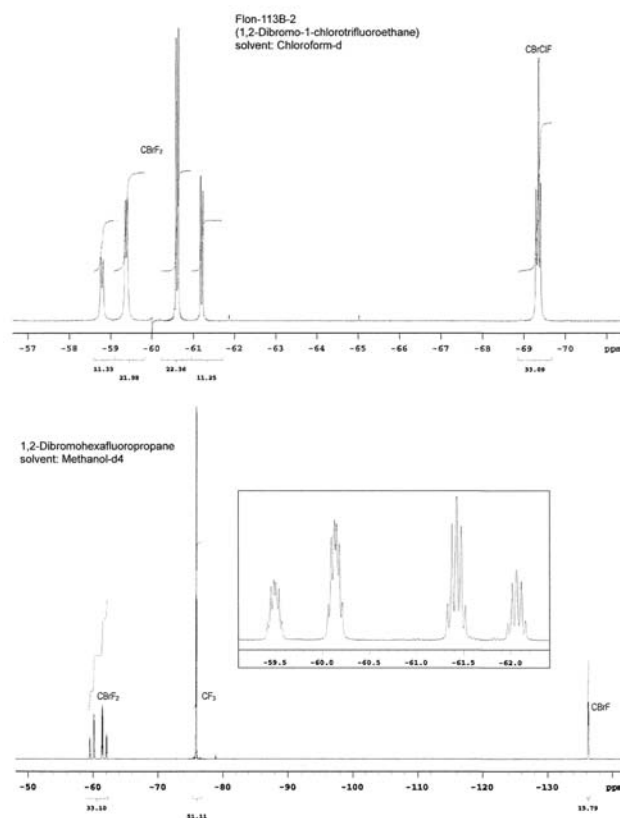 Flon-113B-2
(1,2-Dibromo-1-chlorotrifluoroethane)
solvent: Chloroform-d
CBrClF
CBrF₂
-57 -58 -59 -60 -61 -62 -63 -64 -65 -66 -67 -68 -69 -70 ppm
11.33 22.36 33.09
21.98 11.25
1,2-Dibromohexafluoropropane
solvent: Methanol-d4
-59.5 -60.0 -60.5 -61.0 -61.5 -62.0
CBrF₂ CF₃ CBrF
-50 -60 -70 -80 -90 -100 -110 -120 -130 ppm
33.10 51.11 15.79